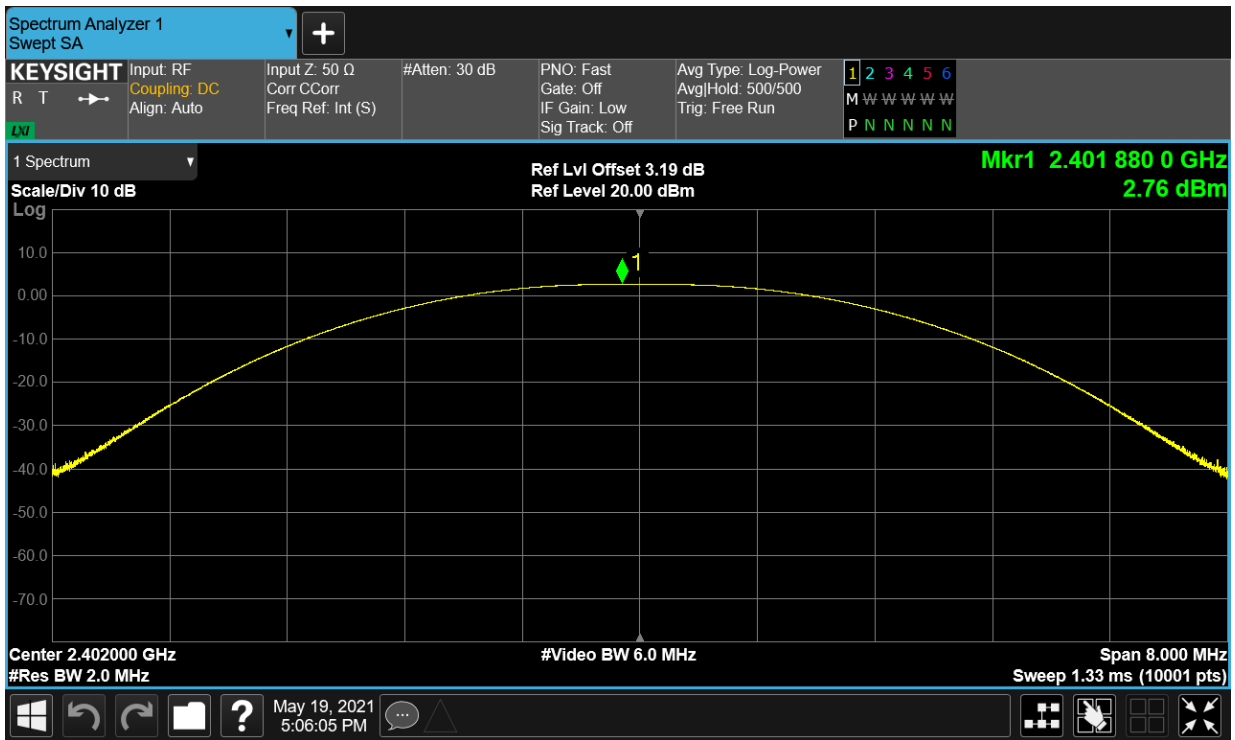 Spectrum Analyzer 1
Swept SA
+
KEYSIGHT
R T
LXI
Input: RF
Coupling: DC
Align: Auto
Input Z: 50 Ω
Corr CCorr
Freq Ref: Int (S)
#Atten: 30 dB
PNO: Fast
Gate: Off
IF Gain: Low
Sig Track: Off
Avg Type: Log-Power
Avg|Hold: 500/500
Trig: Free Run
1 2 3 4 5 6
M W W W W W
P N N N N N
1 Spectrum
Scale/Div 10 dB
Log
Ref Lvl Offset 3.19 dB
Ref Level 20.00 dBm
Mkr1 2.401 880 0 GHz
2.76 dBm
1
10.0
0.00
-10.0
-20.0
-30.0
-40.0
-50.0
-60.0
-70.0
Center 2.402000 GHz
#Res BW 2.0 MHz
#Video BW 6.0 MHz
Span 8.000 MHz
Sweep 1.33 ms (10001 pts)
?
May 19, 2021
5:06:05 PM